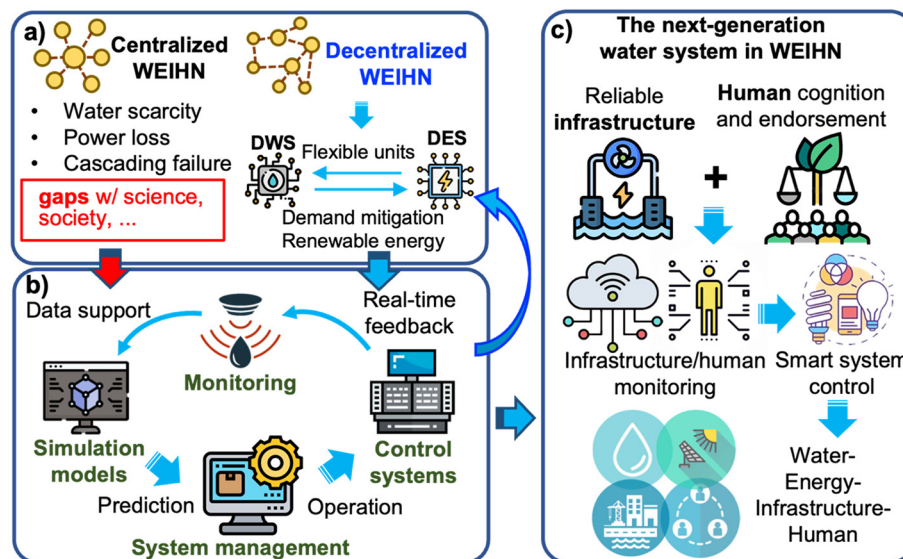 a)
Centralized
WEIHN
Decentralized
WEIHN
• Water scarcity
• Power loss
• Cascading failure
gaps w/ science,
society, ...
DWS
DES
Flexible units
Demand mitigation
Renewable energy
b)
Data support
Real-time
feedback
Monitoring
Simulation
models
Control
systems
Prediction
Operation
System management
c)
The next-generation
water system in WEIHN
Reliable
infrastructure
Human cognition
and endorsement
+
Infrastructure/human
monitoring
Smart system
control
Water-
Energy-
Infrastructure-
Human